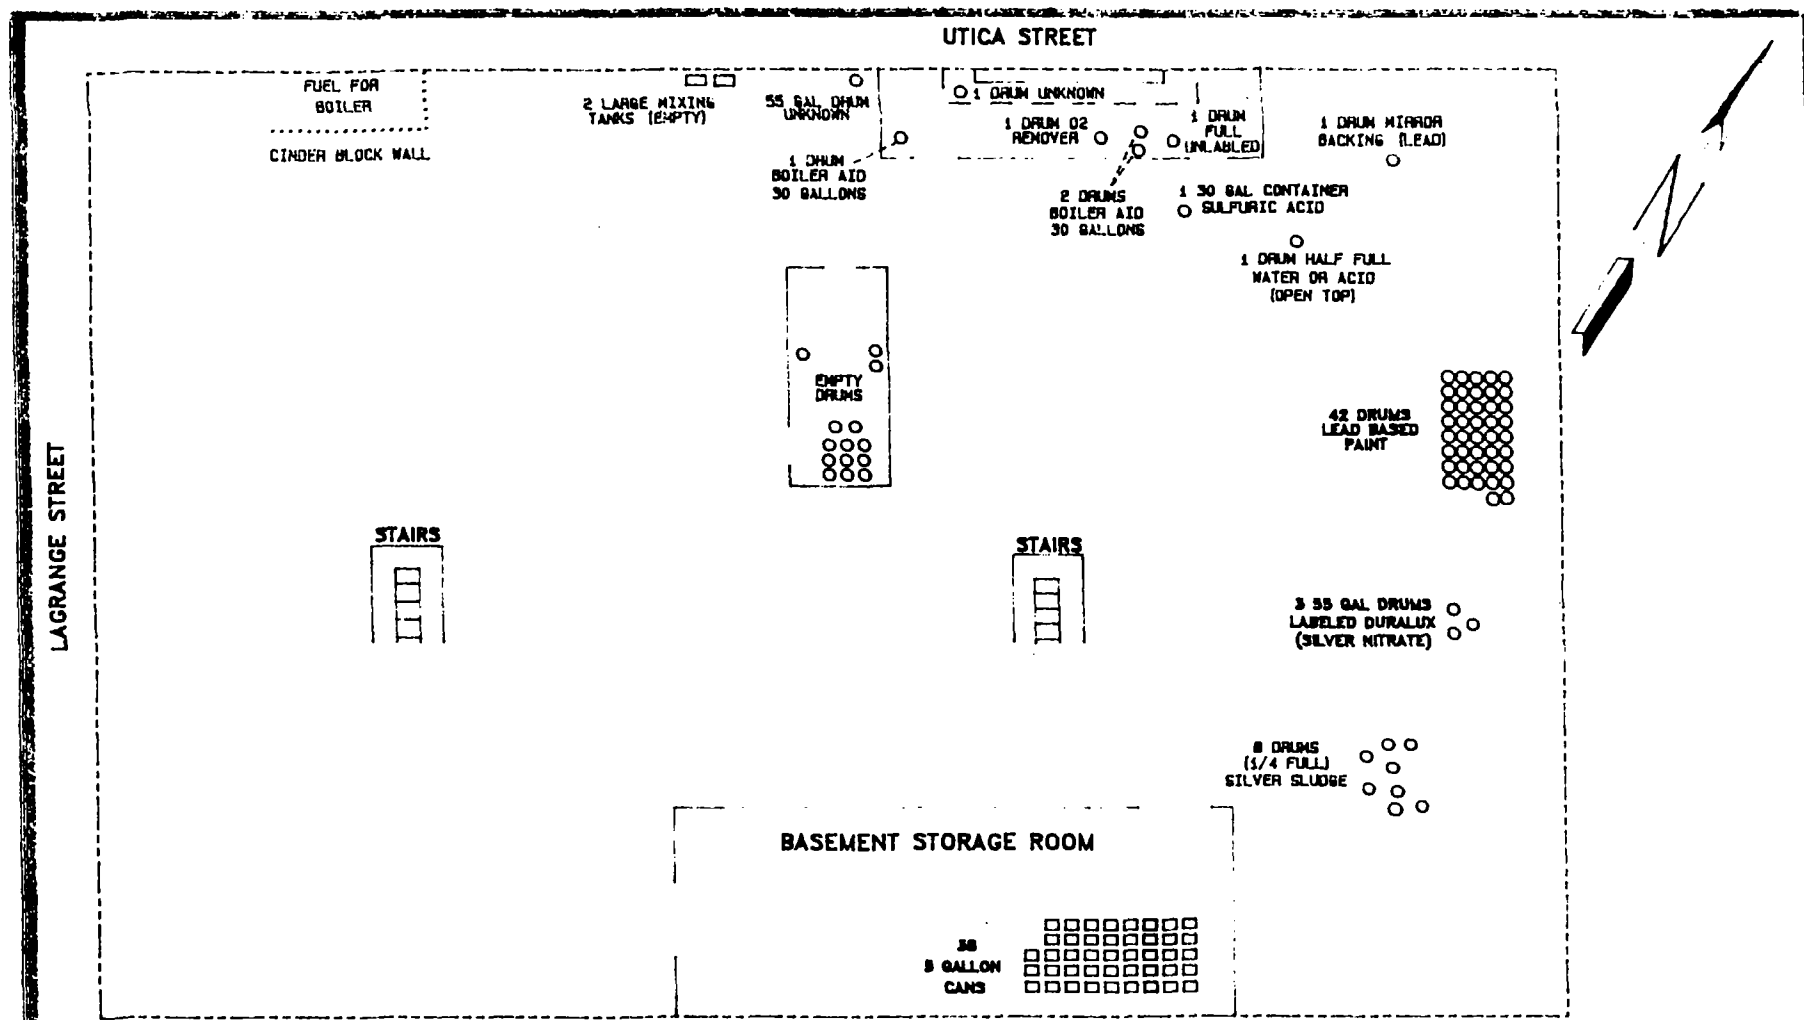 UTICA STREET
FUEL FOR
BOILER
CINDER BLOCK WALL
2 LARGE MIXING
TANKS (EMPTY)
55 GAL DRUM
UNKNOWN
1 DRUM
BOILER AID
30 GALLONS
1 DRUM UNKNOWN
1 DRUM O2
REMOVER
1 DRUM
FULL
UNLABLED
2 DRUMS
BOILER AID
30 GALLONS
1 DRUM MIRROR
BACKING (LEAD)
1 30 GAL CONTAINER
SULFURIC ACID
1 DRUM HALF FULL
WATER OR ACID
(OPEN TOP)
N
EMPTY
DRUMS
42 DRUMS
LEAD BASED
PAINT
LAGRANGE STREET
STAIRS
STAIRS
3 55 GAL DRUMS
LABELED DURALUX
(SILVER NITRATE)
8 DRUMS
(1/4 FULL)
SILVER SLUDGE
BASEMENT STORAGE ROOM
5 GALLON
CANS